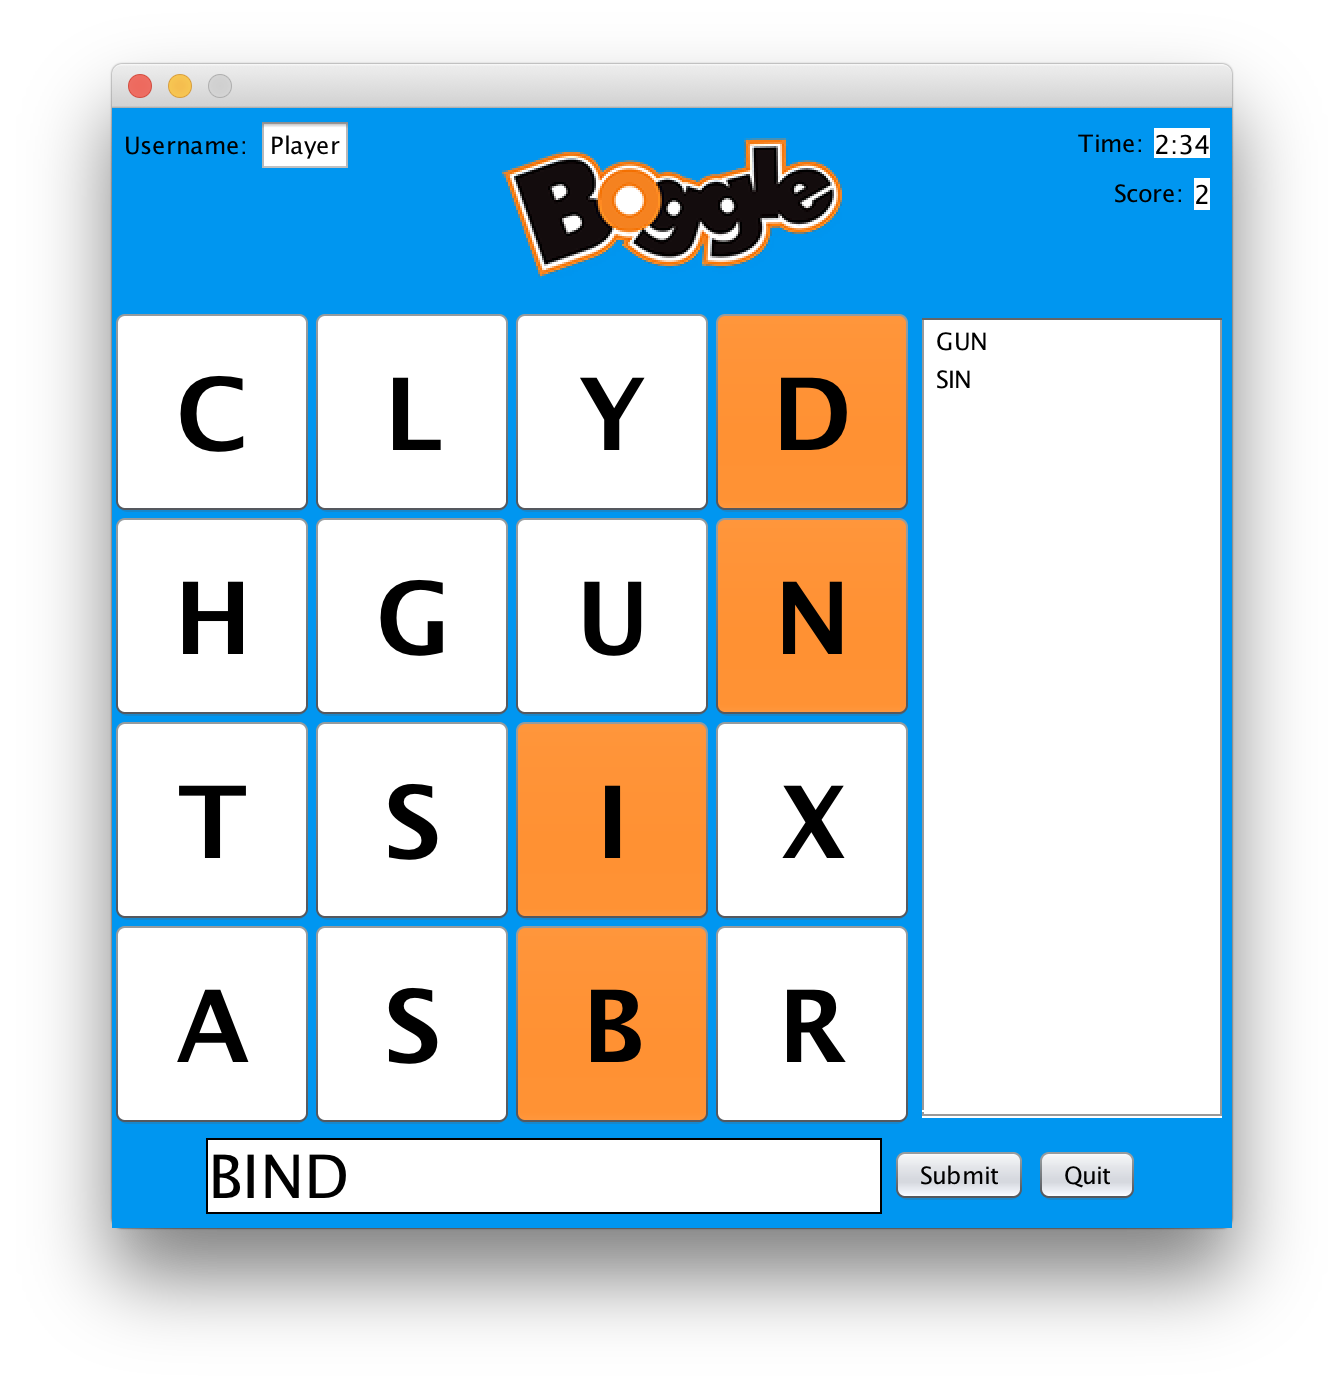 Username: Player
Boggle
Time: 2:34
Score: 2
C L Y D
H G U N
T S I X
A S B R
GUN
SIN
BIND
Submit Quit